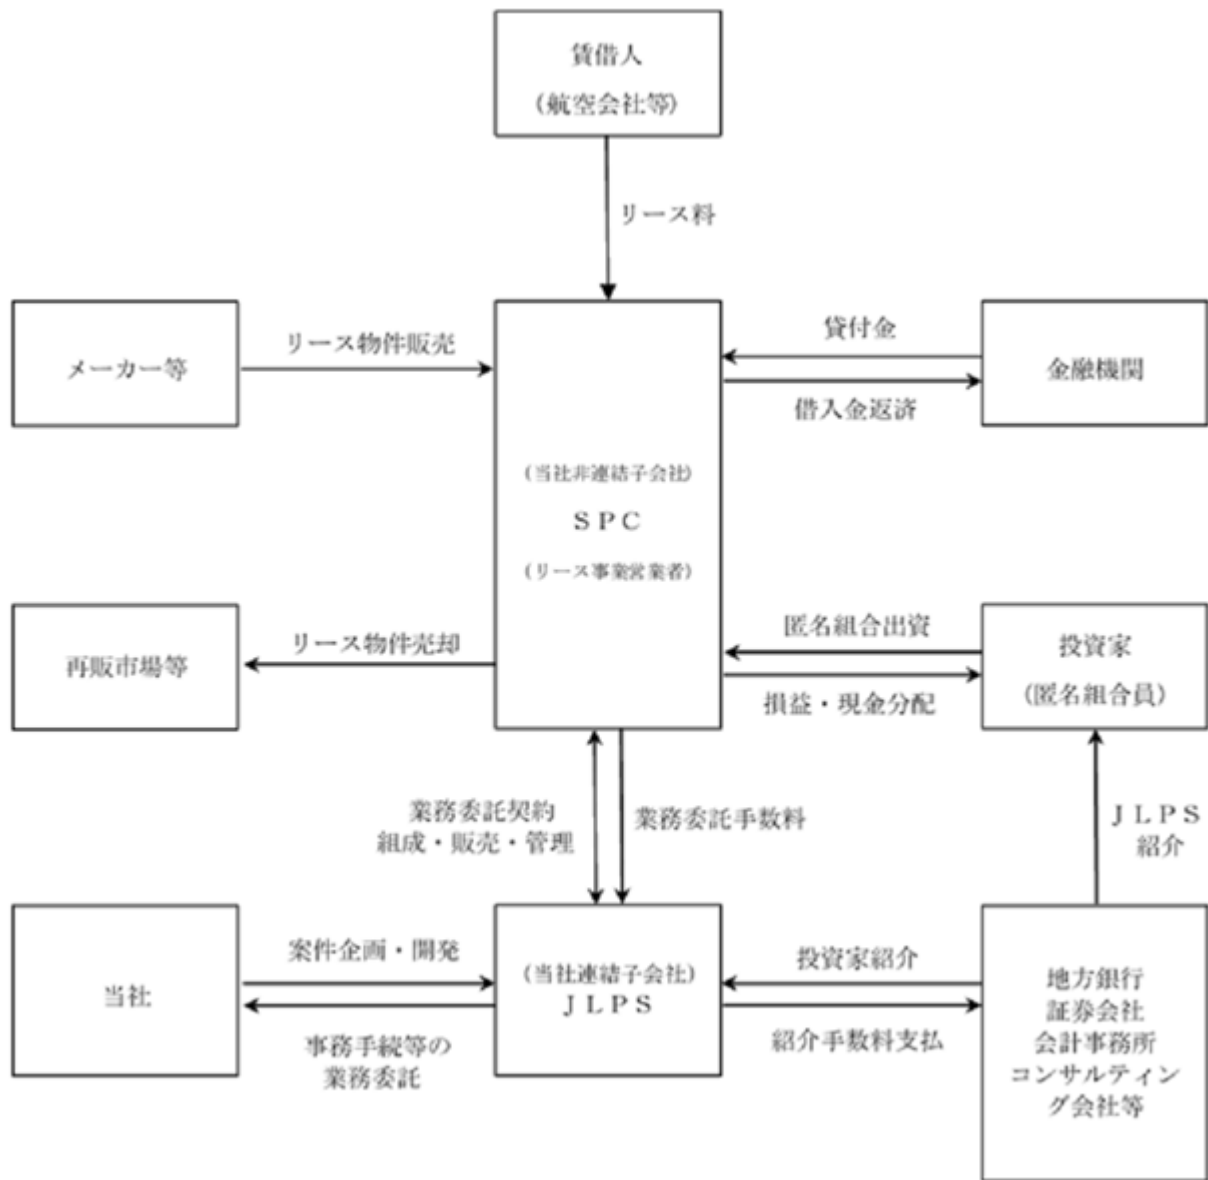 賃借人
（航空会社等）
リース料
メーカー等
リース物件販売
貸付金
金融機関
借入金返済
（当社非連結子会社）
ＳＰＣ
（リース事業営業者）
再販市場等
リース物件売却
匿名組合出資
投資家
（匿名組合員）
損益・現金分配
業務委託契約
組成・販売・管理
業務委託手数料
ＪＬＰＳ
紹介
当社
案件企画・開発
事務手続等の
業務委託
（当社連結子会社）
ＪＬＰＳ
投資家紹介
紹介手数料支払
地方銀行
証券会社
会計事務所
コンサルティン
グ会社等